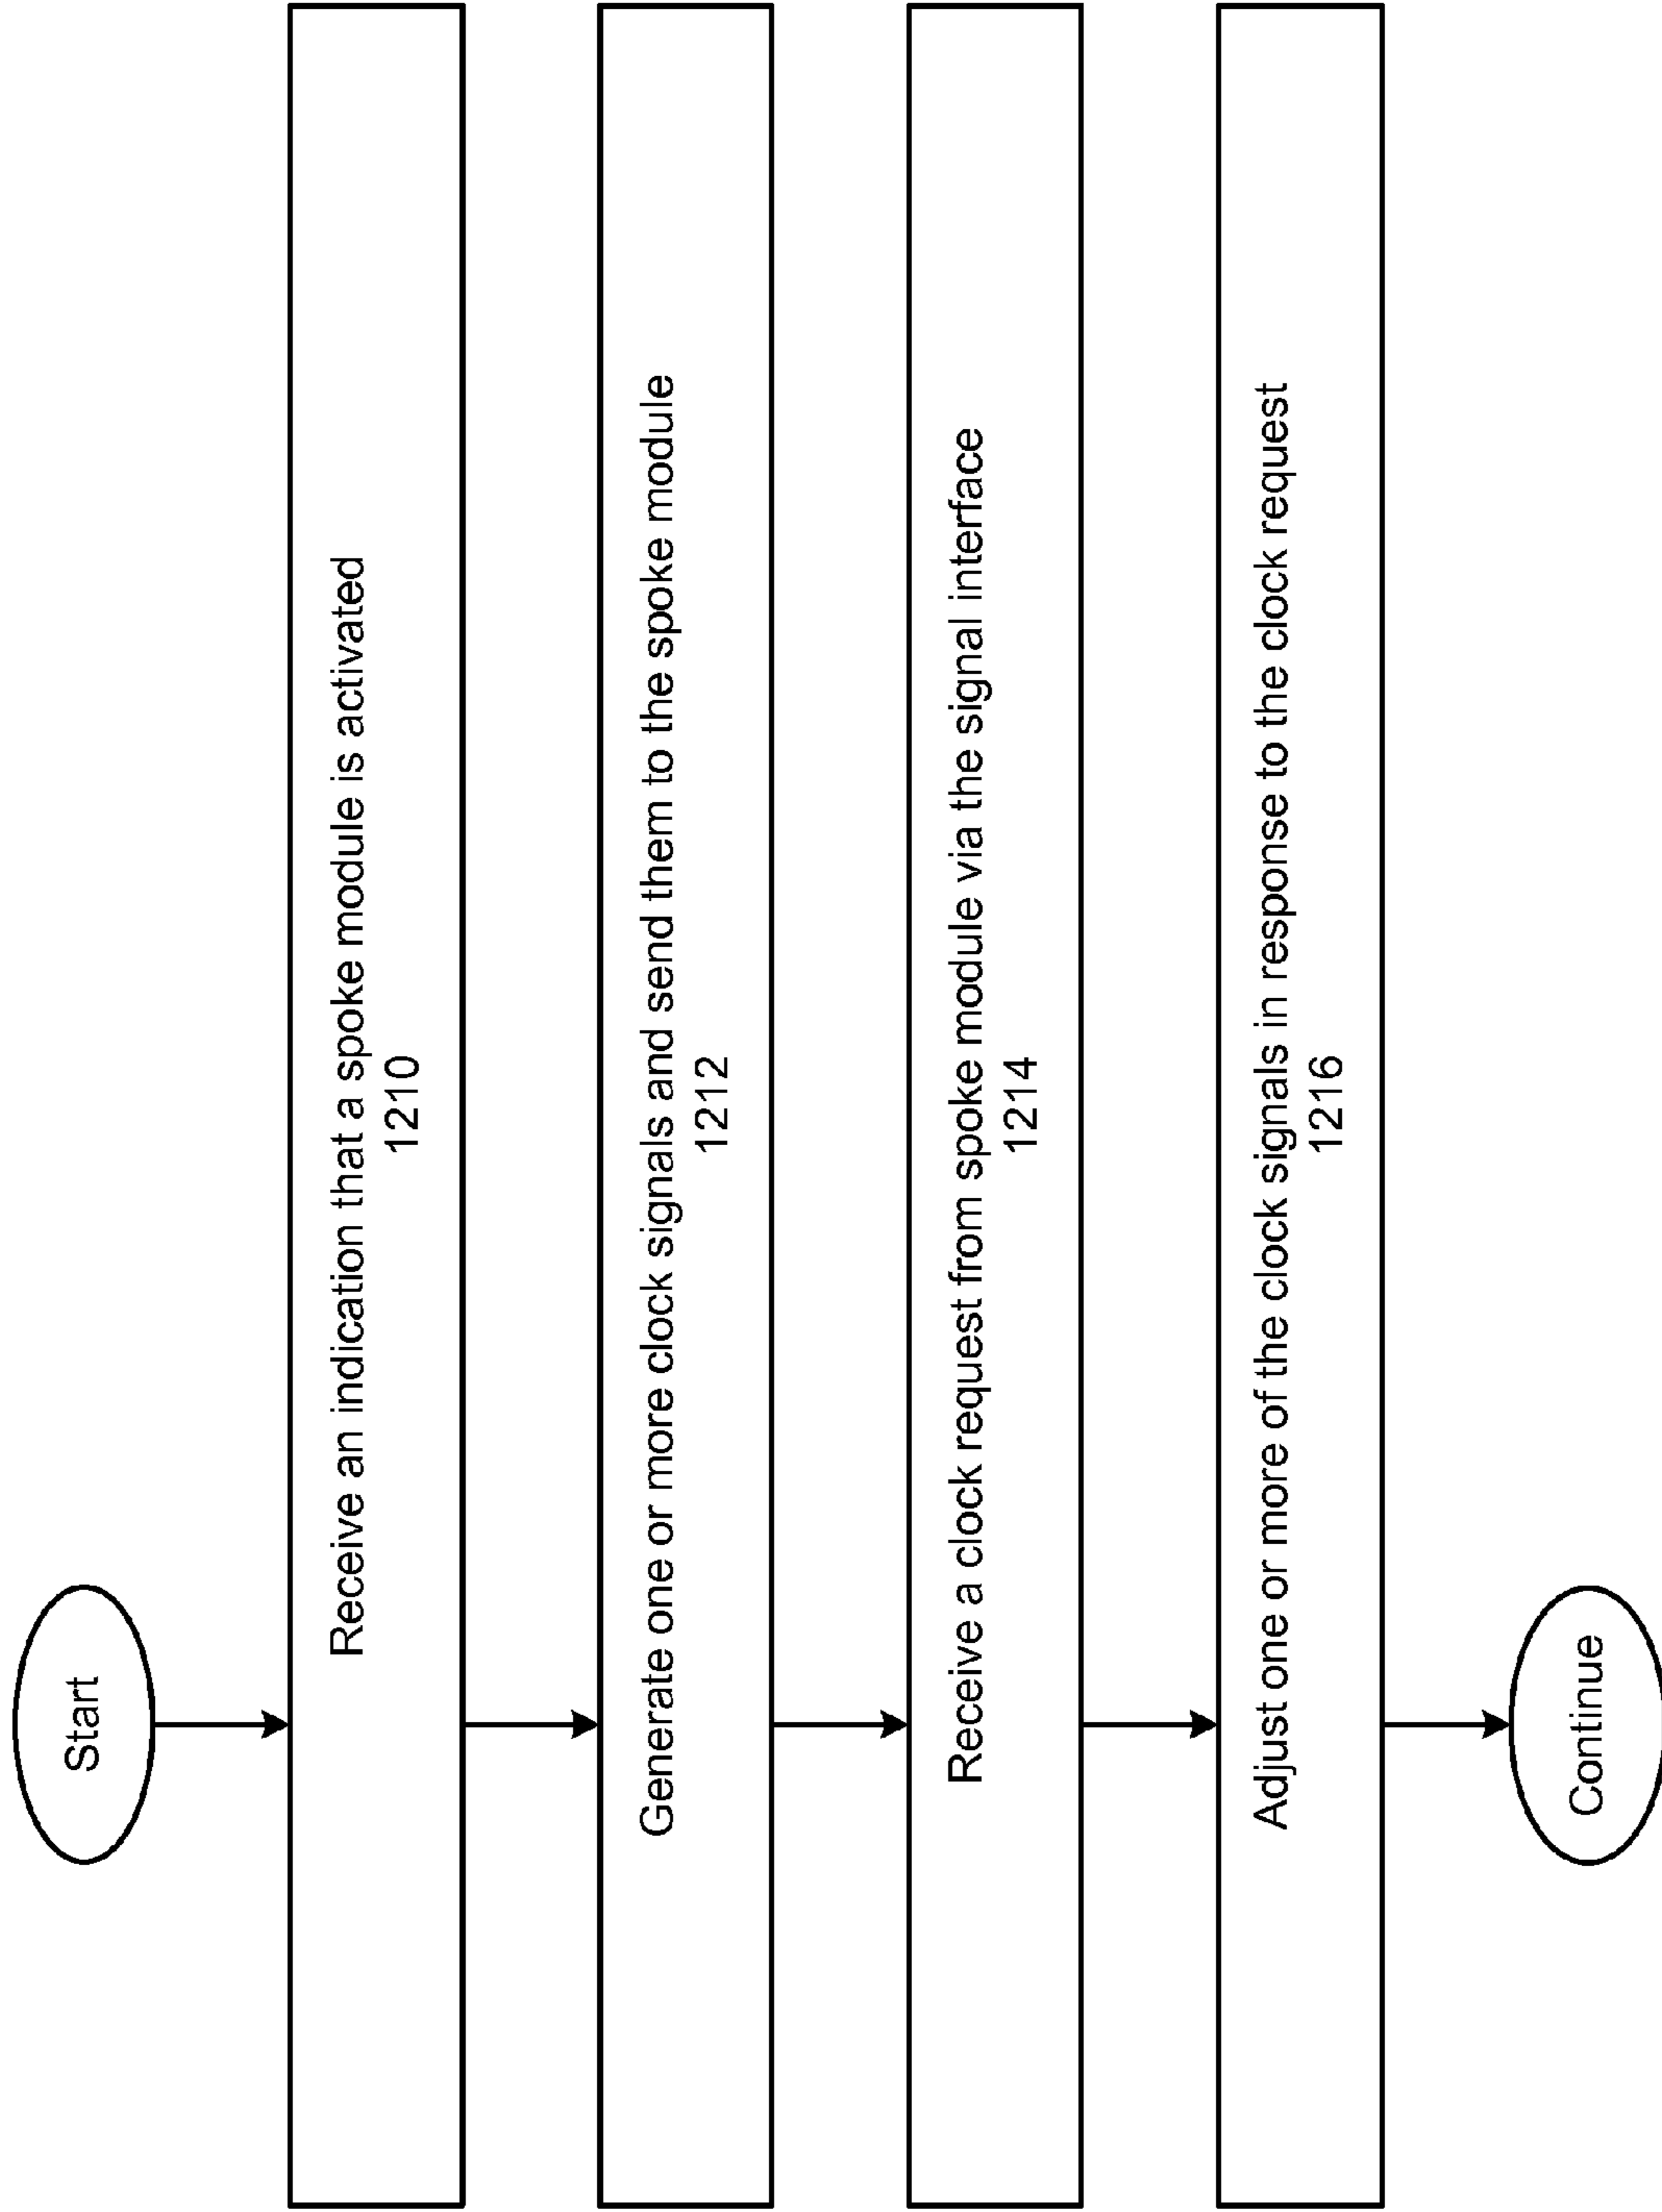 Start
Receive an indication that a spoke module is activated
1210
Generate one or more clock signals and send them to the spoke module
1212
Receive a clock request from spoke module via the signal interface
1214
Adjust one or more of the clock signals in response to the clock request
1216
Continue